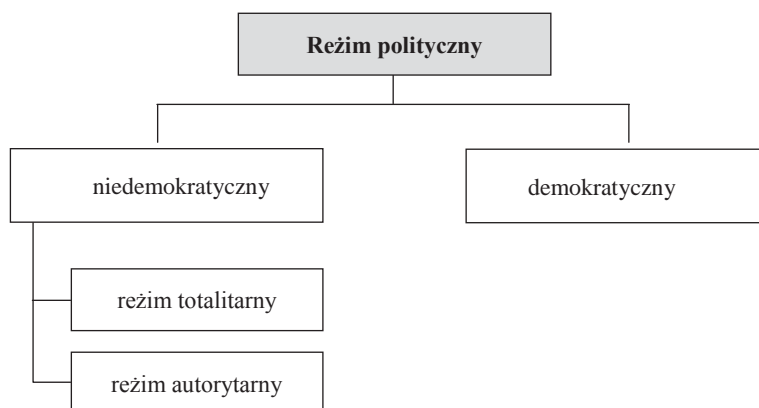 Reżim polityczny
niedemokratyczny
demokratyczny
reżim totalitarny
reżim autorytarny